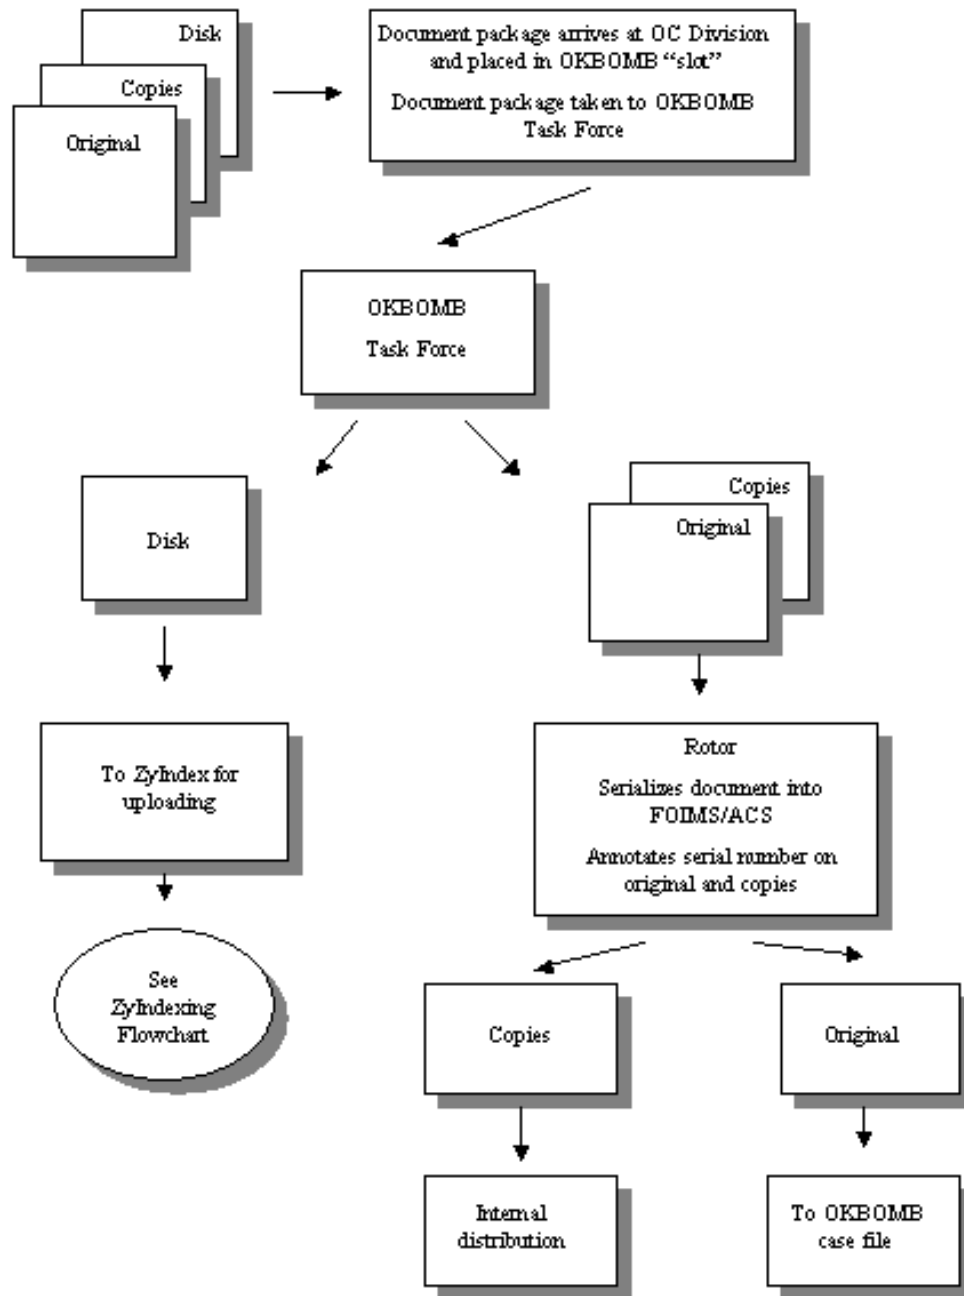 Disk
Copies
Original
Document package arrives at OC Division
and placed in OKBOMB “slot”
Document package taken to OKBOMB
Task Force
OKBOMB
Task Force
Disk
Copies
Original
To ZyIndex for
uploading
Rotor
Serializes document into
FOIMS/ACS
Annotates serial number on
original and copies
See
ZyIndexing
Flowchart
Copies
Original
Internal
distribution
To OKBOMB
case file